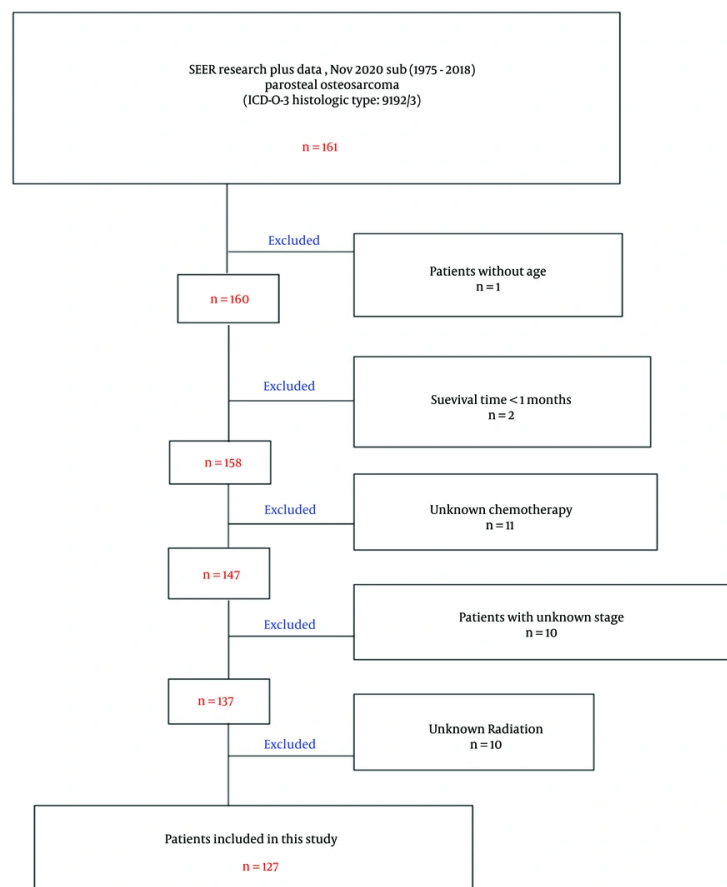 SEER research plus data , Nov 2020 sub (1975 - 2018)
parosteal osteosarcoma
(ICD-O-3 histologic type: 9192/3)
n = 161
Excluded
Patients without age
n = 1
n = 160
Excluded
Suevival time < 1 months
n = 2
n = 158
Excluded
Unknown chemotherapy
n = 11
n = 147
Excluded
Patients with unknown stage
n = 10
n = 137
Excluded
Unknown Radiation
n = 10
Patients included in this study
n = 127